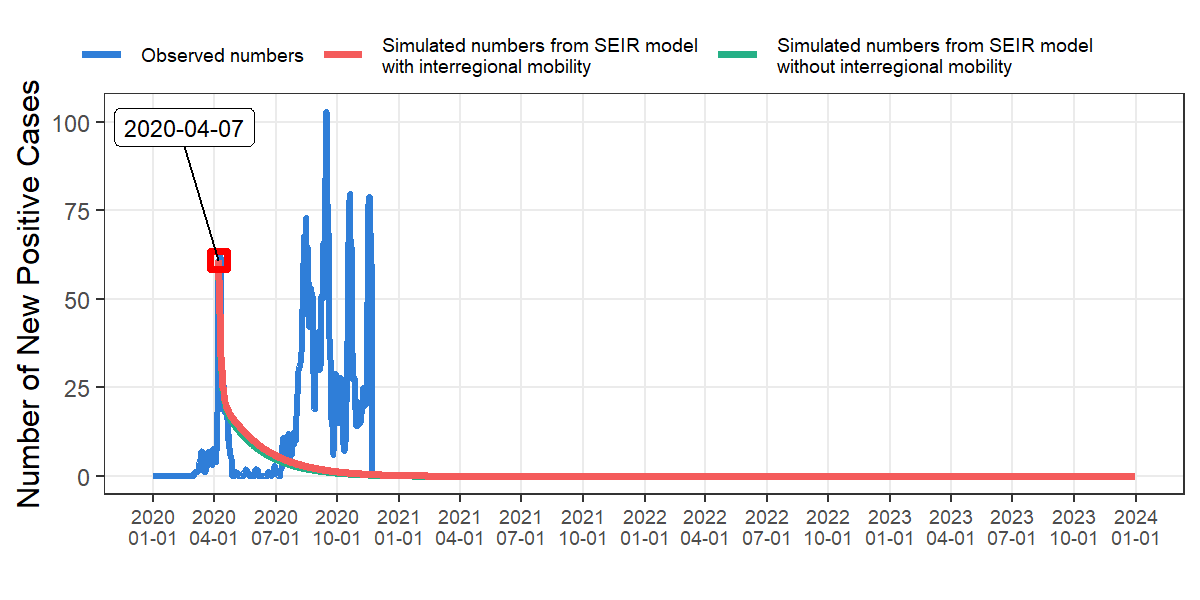 Observed numbers
Simulated numbers from SEIR model
with interregional mobility
Simulated numbers from SEIR model
without interregional mobility
Number of New Positive Cases
100
75
50
25
0
2020-04-07
2020 2020 2020 2020 2021 2021 2021 2021 2022 2022 2022 2022 2023 2023 2023 2023 2024
01-01 04-01 07-01 10-01 01-01 04-01 07-01 10-01 01-01 04-01 07-01 10-01 01-01 04-01 07-01 10-01 01-01